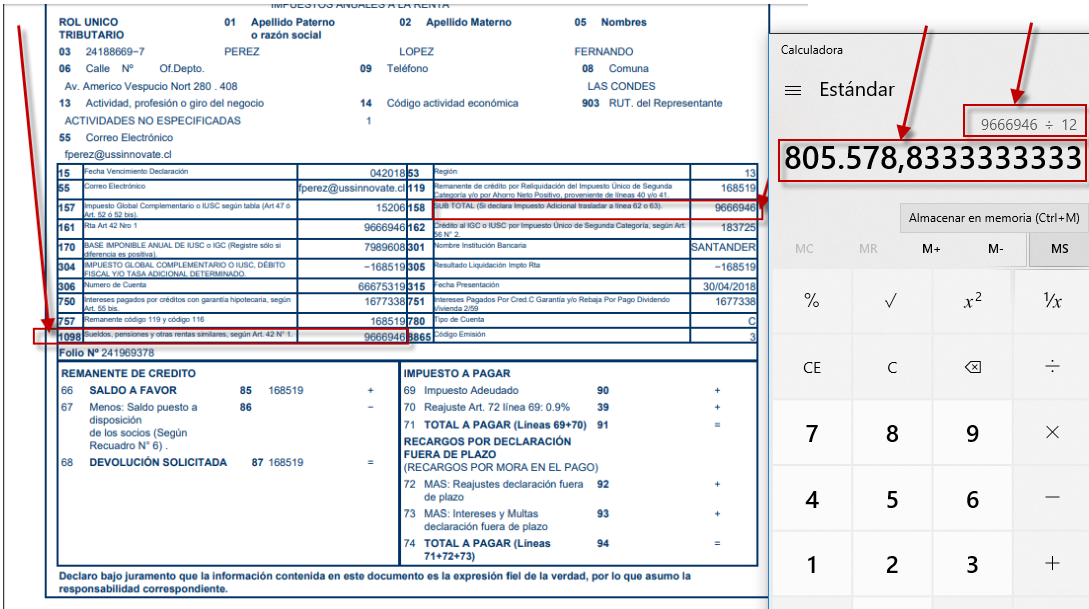 IMPUESTOS ANUALES A LA RENTA
ROL UNICO TRIBUTARIO 01 Apellido Paterno o razón social 02 Apellido Materno 05 Nombres
03 24188669-7 PEREZ LOPEZ FERNANDO
06 Calle Nº Of.Depto. 09 Teléfono 08 Comuna
Av. Americo Vespucio Nort 280 . 408 LAS CONDES
13 Actividad, profesión o giro del negocio 14 Código actividad económica 903 RUT. del Representante
ACTIVIDADES NO ESPECIFICADAS 1
55 Correo Electrónico
fperez@ussinnovate.cl
15 Fecha Vencimiento Declaración 042018 53 Región 13
55 Correo Electrónico fperez@ussinnovate.cl 119 Remanente de crédito por Reliquidación del Impuesto Único de Segunda Categoría y/o por Ahorro Neto Positivo, proveniente de líneas 40 y/o 41. 168519
157 Impuesto Global Complementario o IUSC según tabla (Art 47 ó Art. 52 ó 52 bis). 15206 158 SUB TOTAL (Si declara Impuesto Adicional trasladar a línea 62 o 63). 9666946
161 Rta Art 42 Nro 1 9666946 162 Crédito al IGC o IUSC por Impuesto Único de Segunda Categoría, según Art. 56 N° 2. 183725
170 BASE IMPONIBLE ANUAL DE IUSC o IGC (Registre sólo si diferencia es positiva). 7989608 301 Nombre Institución Bancaria SANTANDER
304 IMPUESTO GLOBAL COMPLEMENTARIO O IUSC, DÉBITO FISCAL Y/O TASA ADICIONAL DETERMINADO. −168519 305 Resultado Liquidación Impto Rta −168519
306 Numero de Cuenta 66675319 315 Fecha Presentación 30/04/2018
750 Intereses pagados por créditos con garantía hipotecaria, según Art. 55 bis. 1677338 751 Intereses Pagados Por Cred.C Garantía y/o Rebaja Por Pago Dividendo Vivienda 2/59 1677338
757 Remanente código 119 y código 116 168519 780 Tipo de Cuenta C
1098 Sueldos, pensiones y otras rentas similares, según Art. 42 N° 1. 9666946 8865 Código Emisión 3
Folio Nº 241969378
REMANENTE DE CREDITO
66 SALDO A FAVOR 85 168519 +
67 Menos: Saldo puesto a disposición de los socios (Según Recuadro N° 6) . 86 −
68 DEVOLUCIÓN SOLICITADA 87 168519 =
IMPUESTO A PAGAR
69 Impuesto Adeudado 90 +
70 Reajuste Art. 72 línea 69: 0.9% 39 +
71 TOTAL A PAGAR (Líneas 69+70) 91 =
RECARGOS POR DECLARACIÓN
FUERA DE PLAZO
(RECARGOS POR MORA EN EL PAGO)
72 MAS: Reajustes declaración fuera de plazo 92 +
73 MAS: Intereses y Multas declaración fuera de plazo 93 +
74 TOTAL A PAGAR (Líneas 71+72+73) 94 =
Declaro bajo juramento que la información contenida en este documento es la expresión fiel de la verdad, por lo que asumo la
responsabilidad correspondiente.
Calculadora
Estándar
9666946 ÷ 12
805.578,8333333333
Almacenar en memoria (Ctrl+M)
MC MR M+ M- MS
% √ x² ¹/x
CE C ⌫ ÷
7 8 9 ×
4 5 6 −
1 2 3 +